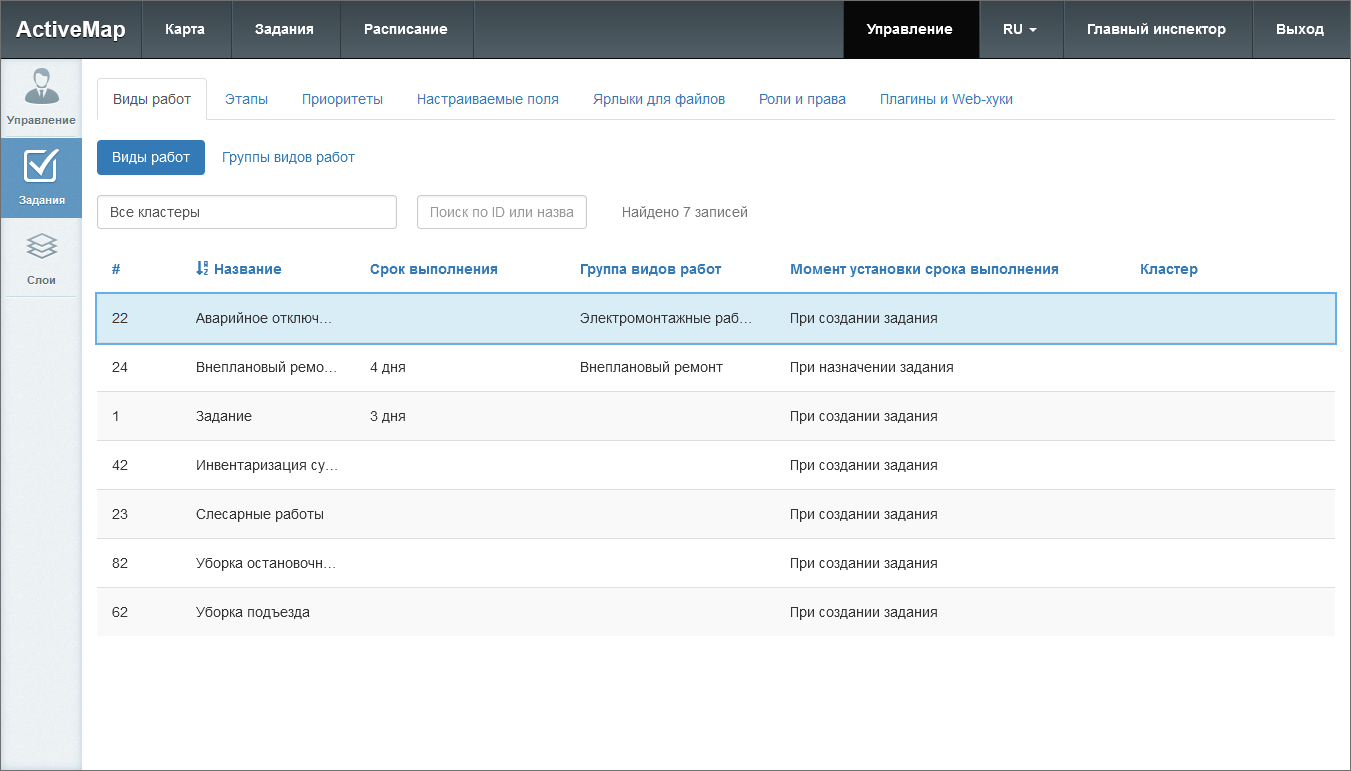 ActiveMap Карта Задания Расписание Управление RU Главный инспектор Выход
Управление
Задания
Слои
Виды работ Этапы Приоритеты Настраиваемые поля Ярлыки для файлов Роли и права Плагины и Web-хуки
Виды работ Группы видов работ
Все кластеры Поиск по ID или назва Найдено 7 записей
# Название Срок выполнения Группа видов работ Момент установки срока выполнения Кластер
22 Аварийное отключ... Электромонтажные раб... При создании задания
24 Внеплановый ремо... 4 дня Внеплановый ремонт При назначении задания
1 Задание 3 дня При создании задания
42 Инвентаризация су... При создании задания
23 Слесарные работы При создании задания
82 Уборка остановочн... При создании задания
62 Уборка подъезда При создании задания